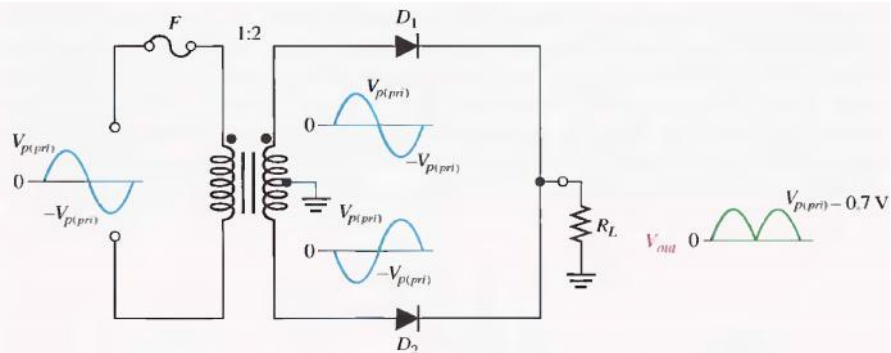 F
1:2
D1
Vp(pri)
0
−Vp(pri)
Vp(pri)
0
−Vp(pri)
Vp(pri)
0
−Vp(pri)
RL
Vout 0
Vp(pri) − 0.7 V
D2